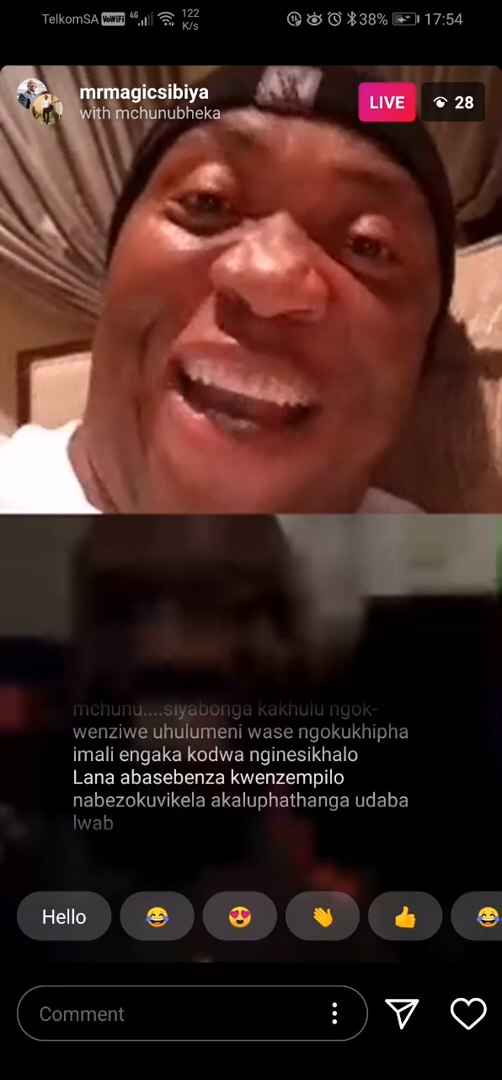 TelkomSA VoWiFi 4G 122 K/s 38% 17:54
mrmagicsibiya
with mchunubheka
LIVE
28
mchunu....siyabonga kakhulu ngok-
wenziwe uhulumeni wase ngokukhipha
imali engaka kodwa nginesikhalo
Lana abasebenza kwenzempilo
nabezokuvikela akaluphathanga udaba
lwab
Hello
Comment